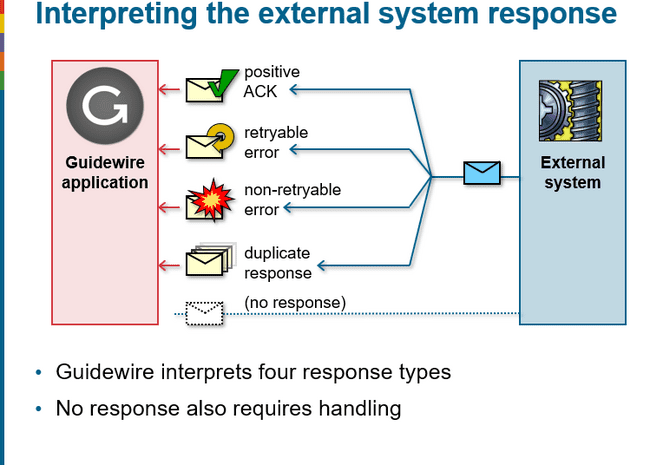 Interpreting the external system response
positive
ACK
retryable
error
Guidewire
application
External
system
non-retryable
error
duplicate
response
(no response)
• Guidewire interprets four response types
• No response also requires handling